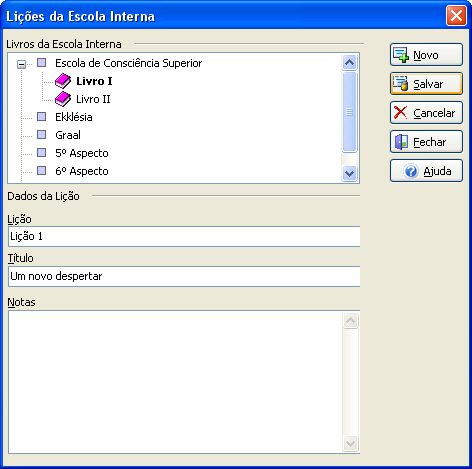 Lições da Escola Interna
Livros da Escola Interna
Escola de Consciência Superior
Livro I
Livro II
Ekklésia
Graal
5º Aspecto
6º Aspecto
Novo
Salvar
Cancelar
Fechar
Ajuda
Dados da Lição
Lição
Lição 1
Título
Um novo despertar
Notas